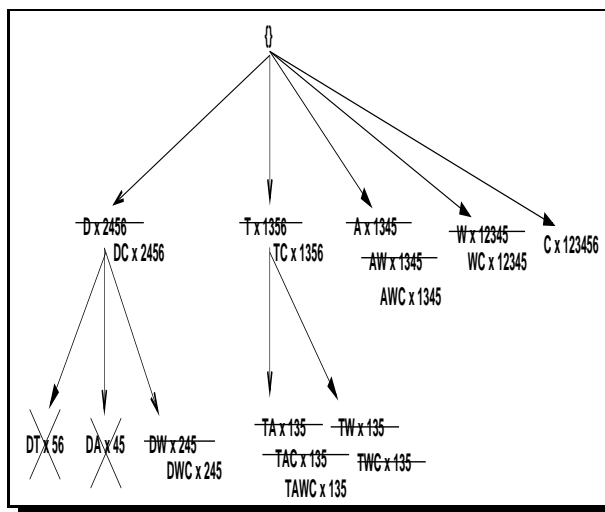 {}
D x 2456
DC x 2456
T x 1356
TC x 1356
A x 1345
AW x 1345
AWC x 1345
W x 12345
WC x 12345
C x 123456
DT x 56
DA x 45
DW x 245
DWC x 245
TA x 135
TAC x 135
TAWC x 135
TW x 135
TWC x 135